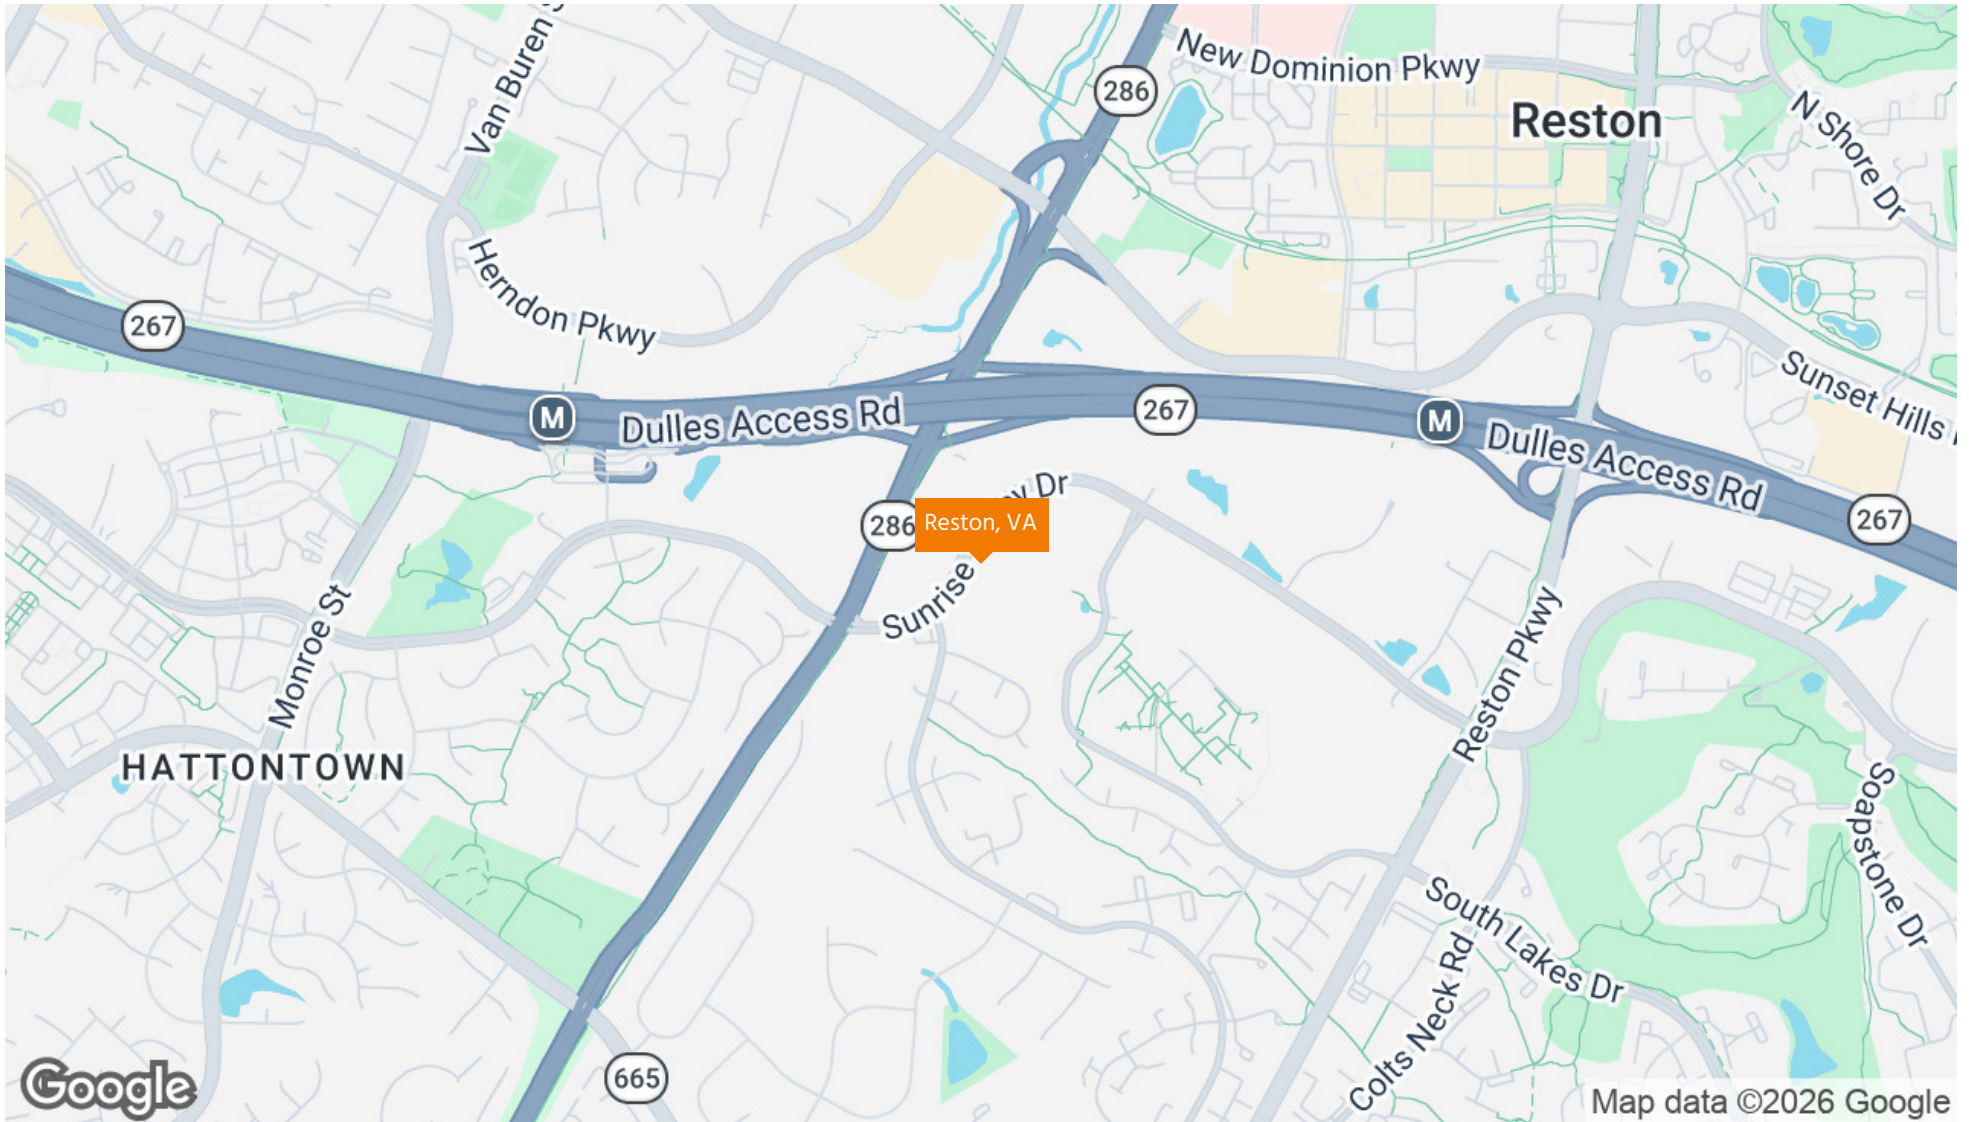 New Dominion Pkwy
286
Reston
N Shore Dr
Van Buren
Herndon Pkwy
267
M
Dulles Access Rd
267
M
Dulles Access Rd
Sunset Hills
267
286
Reston, VA
Dr
Sunrise
Monroe St
Reston Pkwy
HATTONTOWN
Soapstone Dr
South Lakes Dr
Colts Neck Rd
665
Google
Map data ©2026 Google